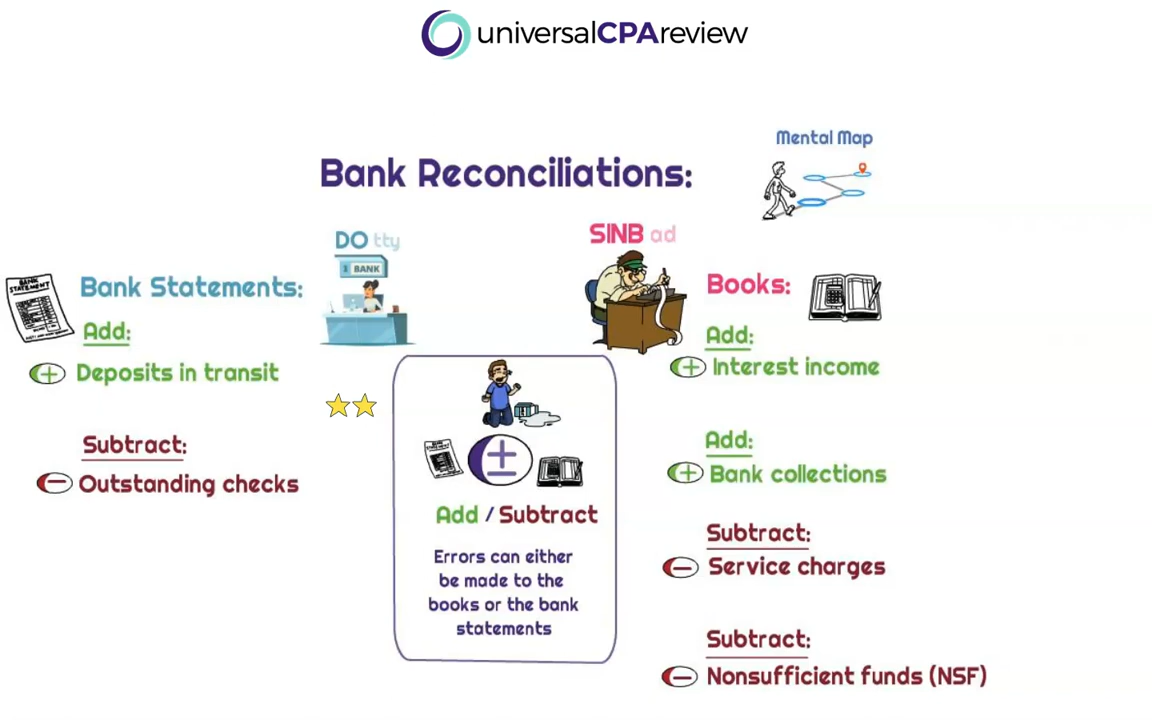 universalCPAreview
Mental Map
Bank Reconciliations:
DO tty
SINB ad
BANK
BANK
STATEMENT
Bank Statements:
Books:
Add:
Deposits in transit
Add:
Interest income
Subtract:
Outstanding checks
Add / Subtract
Errors can either
be made to the
books or the bank
statements
Add:
Bank collections
Subtract:
Service charges
Subtract:
Nonsufficient funds (NSF)